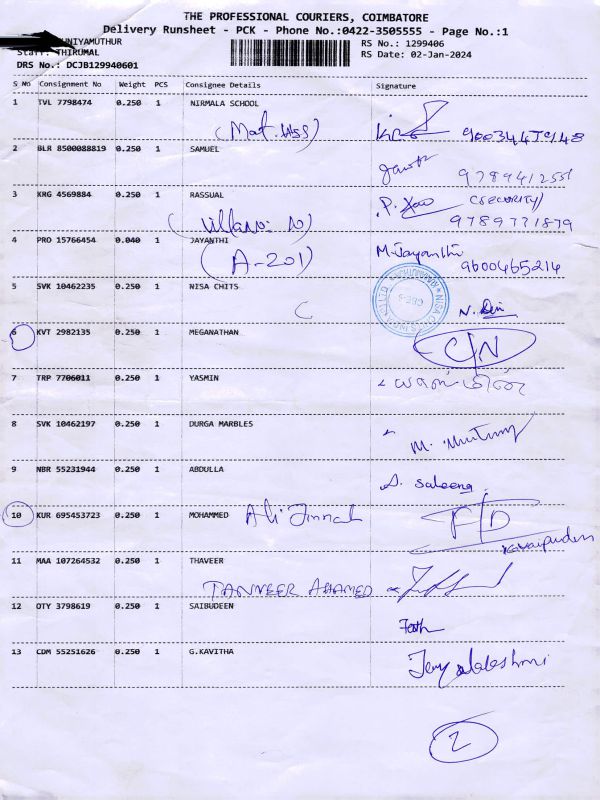 THE PROFESSIONAL COURIERS, COIMBATORE
Delivery Runsheet - PCK - Phone No.:0422-3505555 - Page No.:1
UNIYAMUTHUR RS No.: 1299406
Staff: THIRUMAL RS Date: 02-Jan-2024
DRS No.: DCJB129940601
S No Consignment No Weight PCS Consignee Details Signature
1 TVL 7798474 0.250 1 NIRMALA SCHOOL
(Mat. Hss)
2 BLR 8500088819 0.250 1 SAMUEL
9789412551
3 KRG 4569884 0.250 1 RASSUAL P. (SECURITY)
9789771879
4 PRO 15766454 0.040 1 JAYANTHI M. Jayanthi
(A-201) 9600465214
5 SVK 10462235 0.250 1 NISA CHITS
6 KVT 2982135 0.250 1 MEGANATHAN C/N
7 TRP 7706011 0.250 1 YASMIN
8 SVK 10462197 0.250 1 DURGA MARBLES
9 NBR 55231944 0.250 1 ABDULLA A. Saleena
10 KUR 695453723 0.250 1 MOHAMMED Ali Jinnah F/D
11 MAA 107264532 0.250 1 THAVEER
TANVEER AHAMED
12 OTY 3798619 0.250 1 SAIBUDEEN
13 CDM 55251626 0.250 1 G.KAVITHA
2